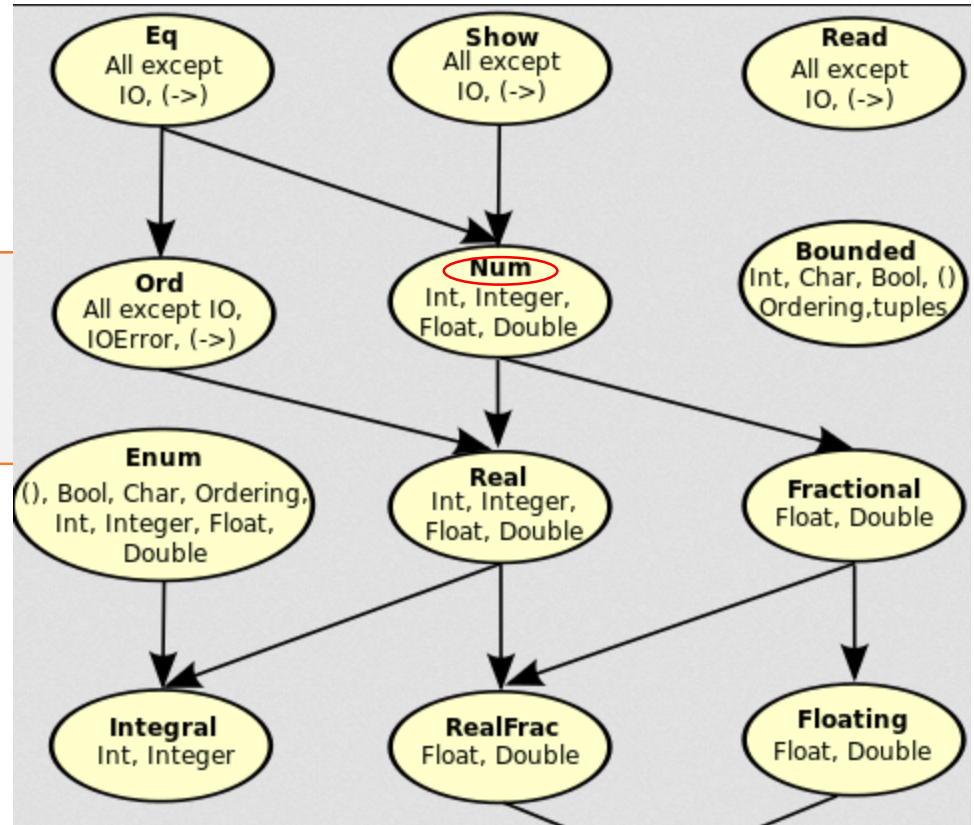 Eq
All except
IO, (->)
Show
All except
IO, (->)
Read
All except
IO, (->)
Ord
All except IO,
IOError, (->)
Num
Int, Integer,
Float, Double
Bounded
Int, Char, Bool, ()
Ordering,tuples
Enum
(), Bool, Char, Ordering,
Int, Integer, Float,
Double
Real
Int, Integer,
Float, Double
Fractional
Float, Double
Integral
Int, Integer
RealFrac
Float, Double
Floating
Float, Double